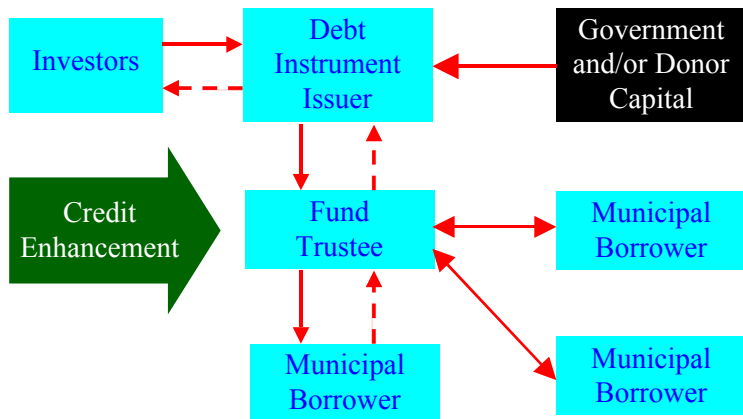 Investors
Debt
Instrument
Issuer
Government
and/or Donor
Capital
Credit
Enhancement
Fund
Trustee
Municipal
Borrower
Municipal
Borrower
Municipal
Borrower